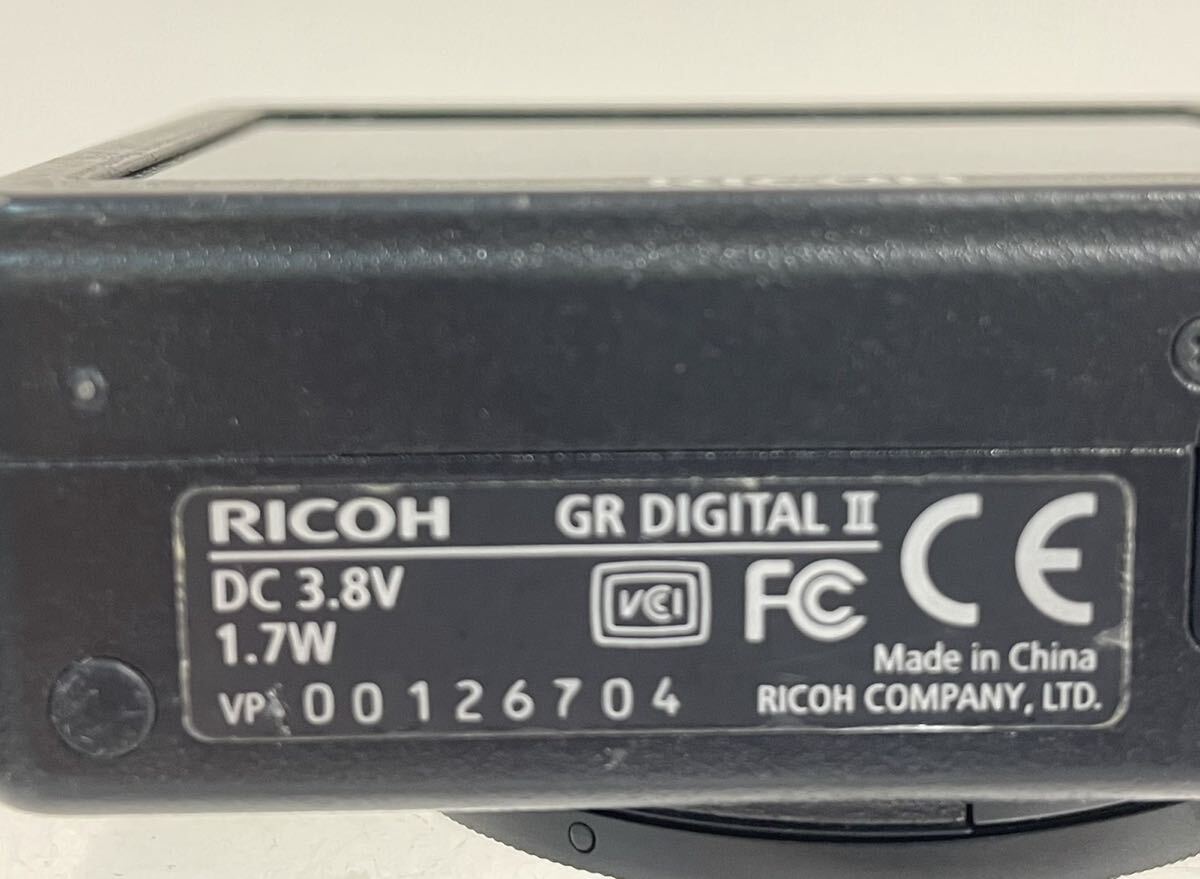 RICOH GR DIGITAL II
DC 3.8V
1.7W
VCCI FC CE
Made in China
VP 00126704 RICOH COMPANY, LTD.